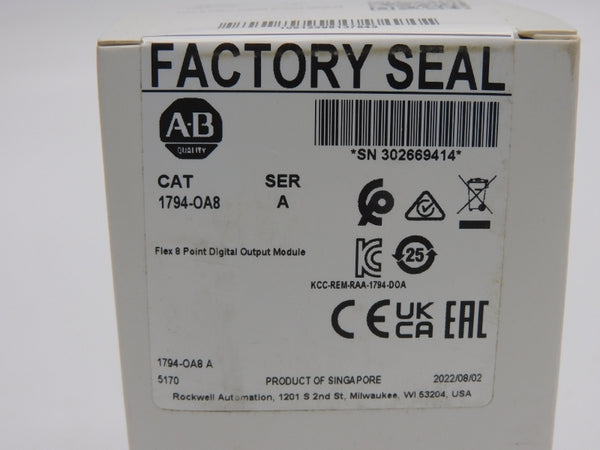 FACTORY SEAL
A-B
QUALITY
*SN 302669414*
CAT SER
1794-OA8 A
Flex 8 Point Digital Output Module
25
KCC-REM-RAA-1794-DOA
CE UK CA EAC
1794-OA8 A
5170 PRODUCT OF SINGAPORE 2022/08/02
Rockwell Automation, 1201 S 2nd St, Milwaukee, WI 53204, USA